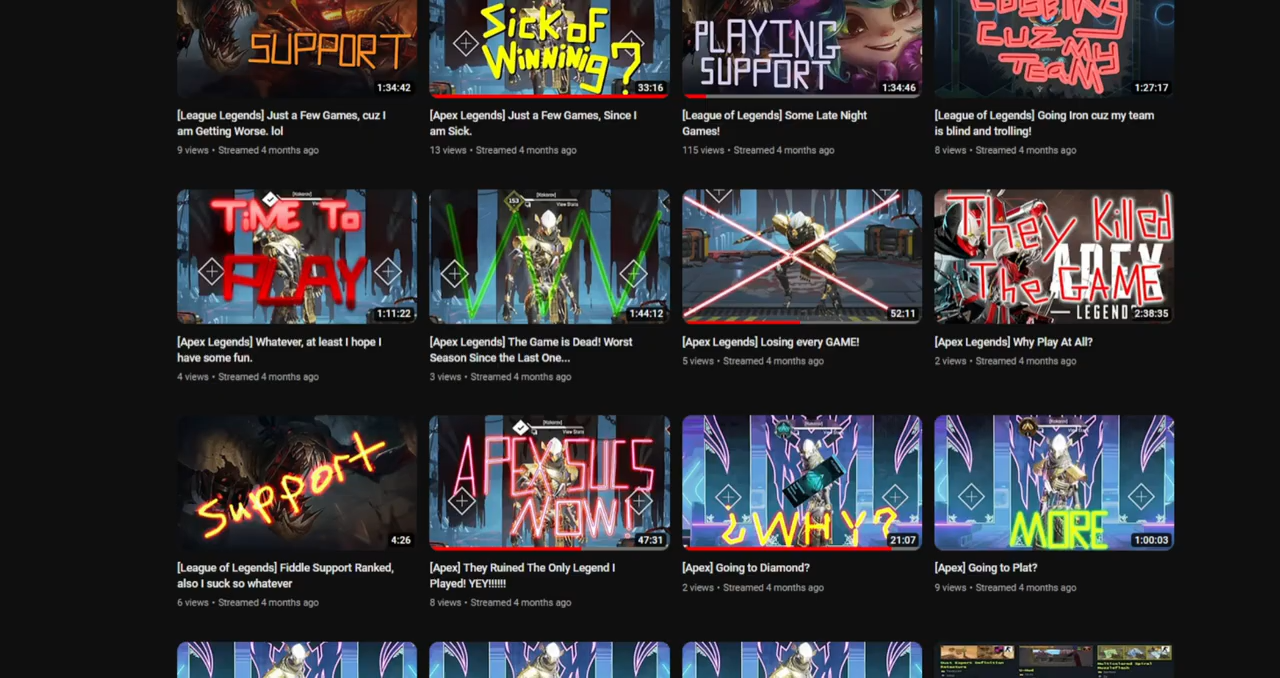 SUPPORT
1:34:42
SicK oF
WiNNiNig?
33:16
PLAYING
SUPPORT
1:34:46
CUZ MY
TEAM
1:27:17
[League Legends] Just a Few Games, cuz I
am Getting Worse. lol
9 views • Streamed 4 months ago
[Apex Legends] Just a Few Games, Since I
am Sick.
13 views • Streamed 4 months ago
[League of Legends] Some Late Night
Games!
115 views • Streamed 4 months ago
[League of Legends] Going Iron cuz my team
is blind and trolling!
8 views • Streamed 4 months ago
TiME To
PLAY
1:11:22
153
View Stats
W
1:44:12
52:11
They Killed
The GAME
APEX
LEGEND
2:38:35
[Apex Legends] Whatever, at least I hope I
have some fun.
4 views • Streamed 4 months ago
[Apex Legends] The Game is Dead! Worst
Season Since the Last One...
3 views • Streamed 4 months ago
[Apex Legends] Losing every GAME!
5 views • Streamed 4 months ago
[Apex Legends] Why Play At All?
2 views • Streamed 4 months ago
Support
4:26
View Stats
APEX SUCS
NOW!
47:31
¿WHY?
21:07
MORE
1:00:03
[League of Legends] Fiddle Support Ranked,
also I suck so whatever
6 views • Streamed 4 months ago
[Apex] They Ruined The Only Legend I
Played! YEY!!!!!!
8 views • Streamed 4 months ago
[Apex] Going to Diamond?
2 views • Streamed 4 months ago
[Apex] Going to Plat?
9 views • Streamed 4 months ago